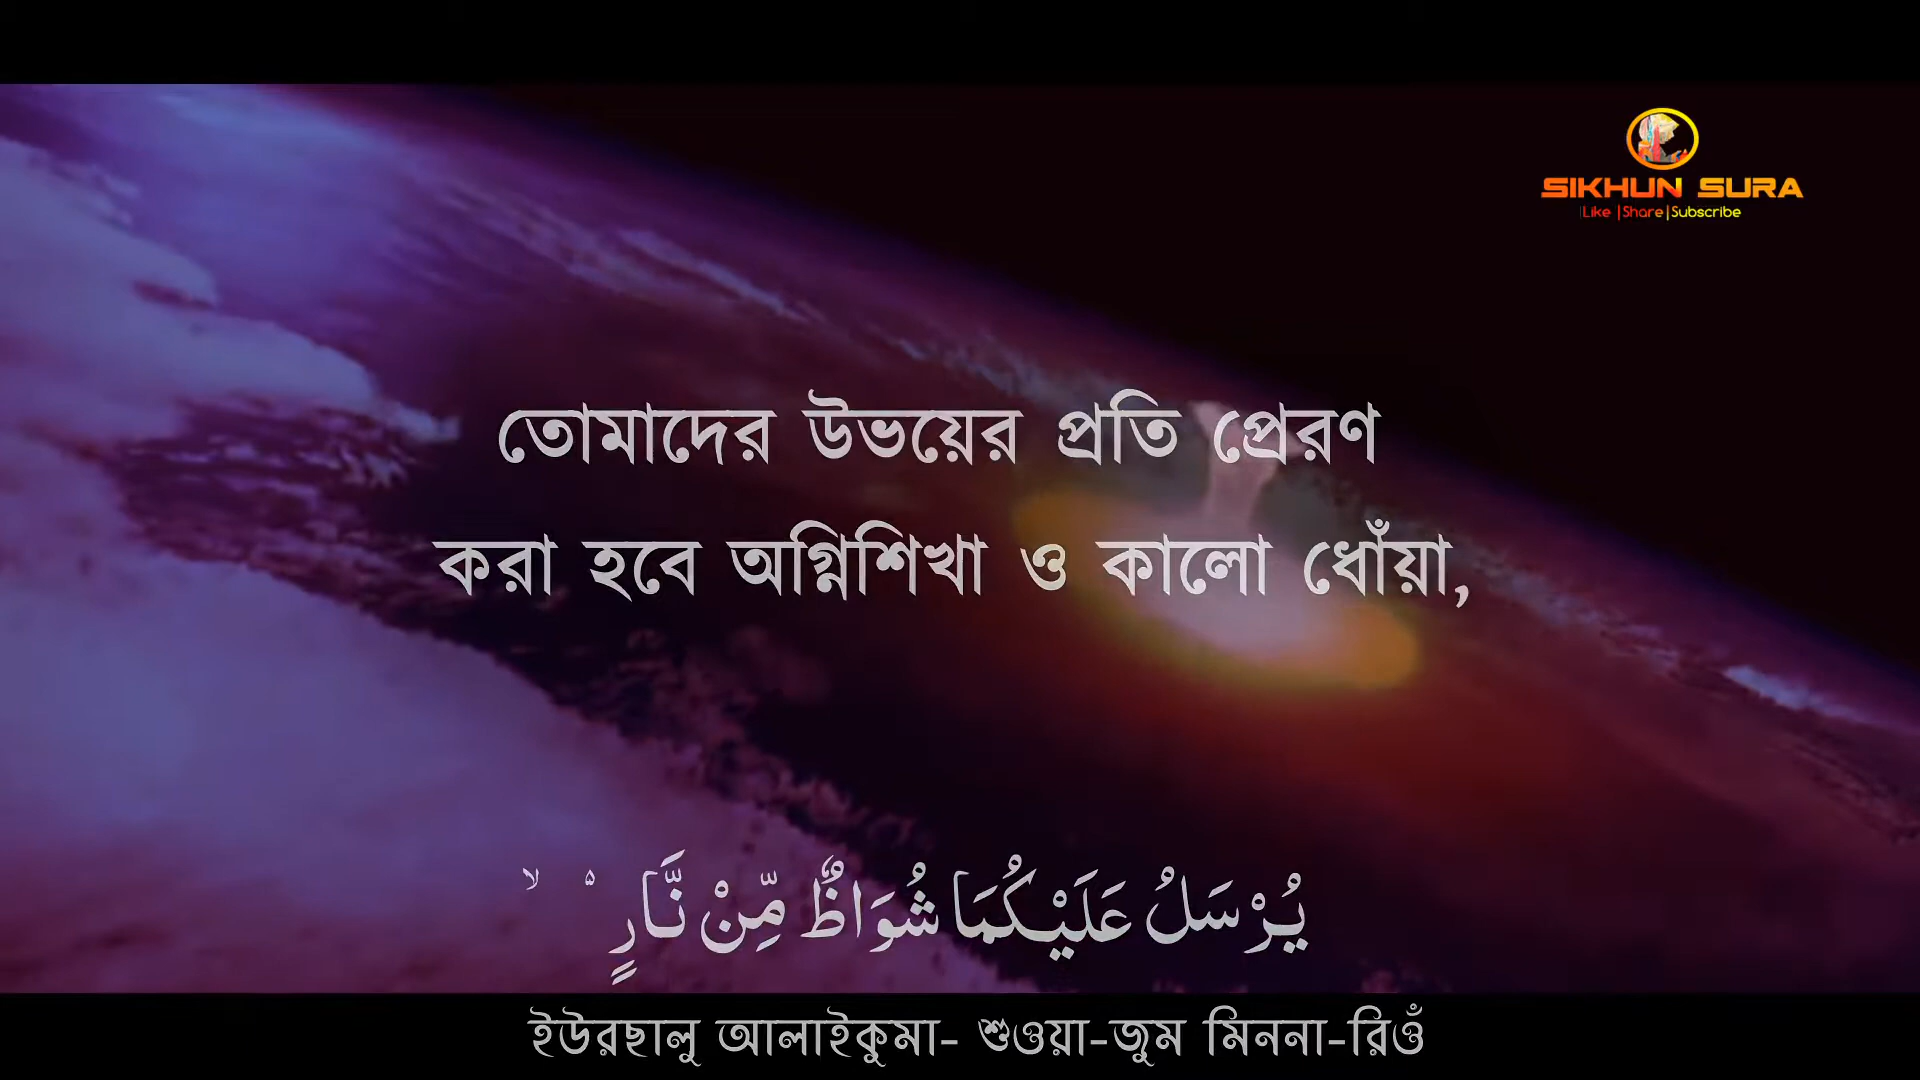 SIKHUN SURA
Like |Share|Subscribe
তোমাদের উভয়ের প্রতি প্রেরণ
করা হবে অগ্নিশিখা ও কালো ধোঁয়া,
يُرْسَلُ عَلَيْكُمَا شُوَاظٌ مِّنْ نَّارٍ ۙ
ইউরছালু আলাইকুমা- শুওয়া-জুম মিননা-রিওঁ